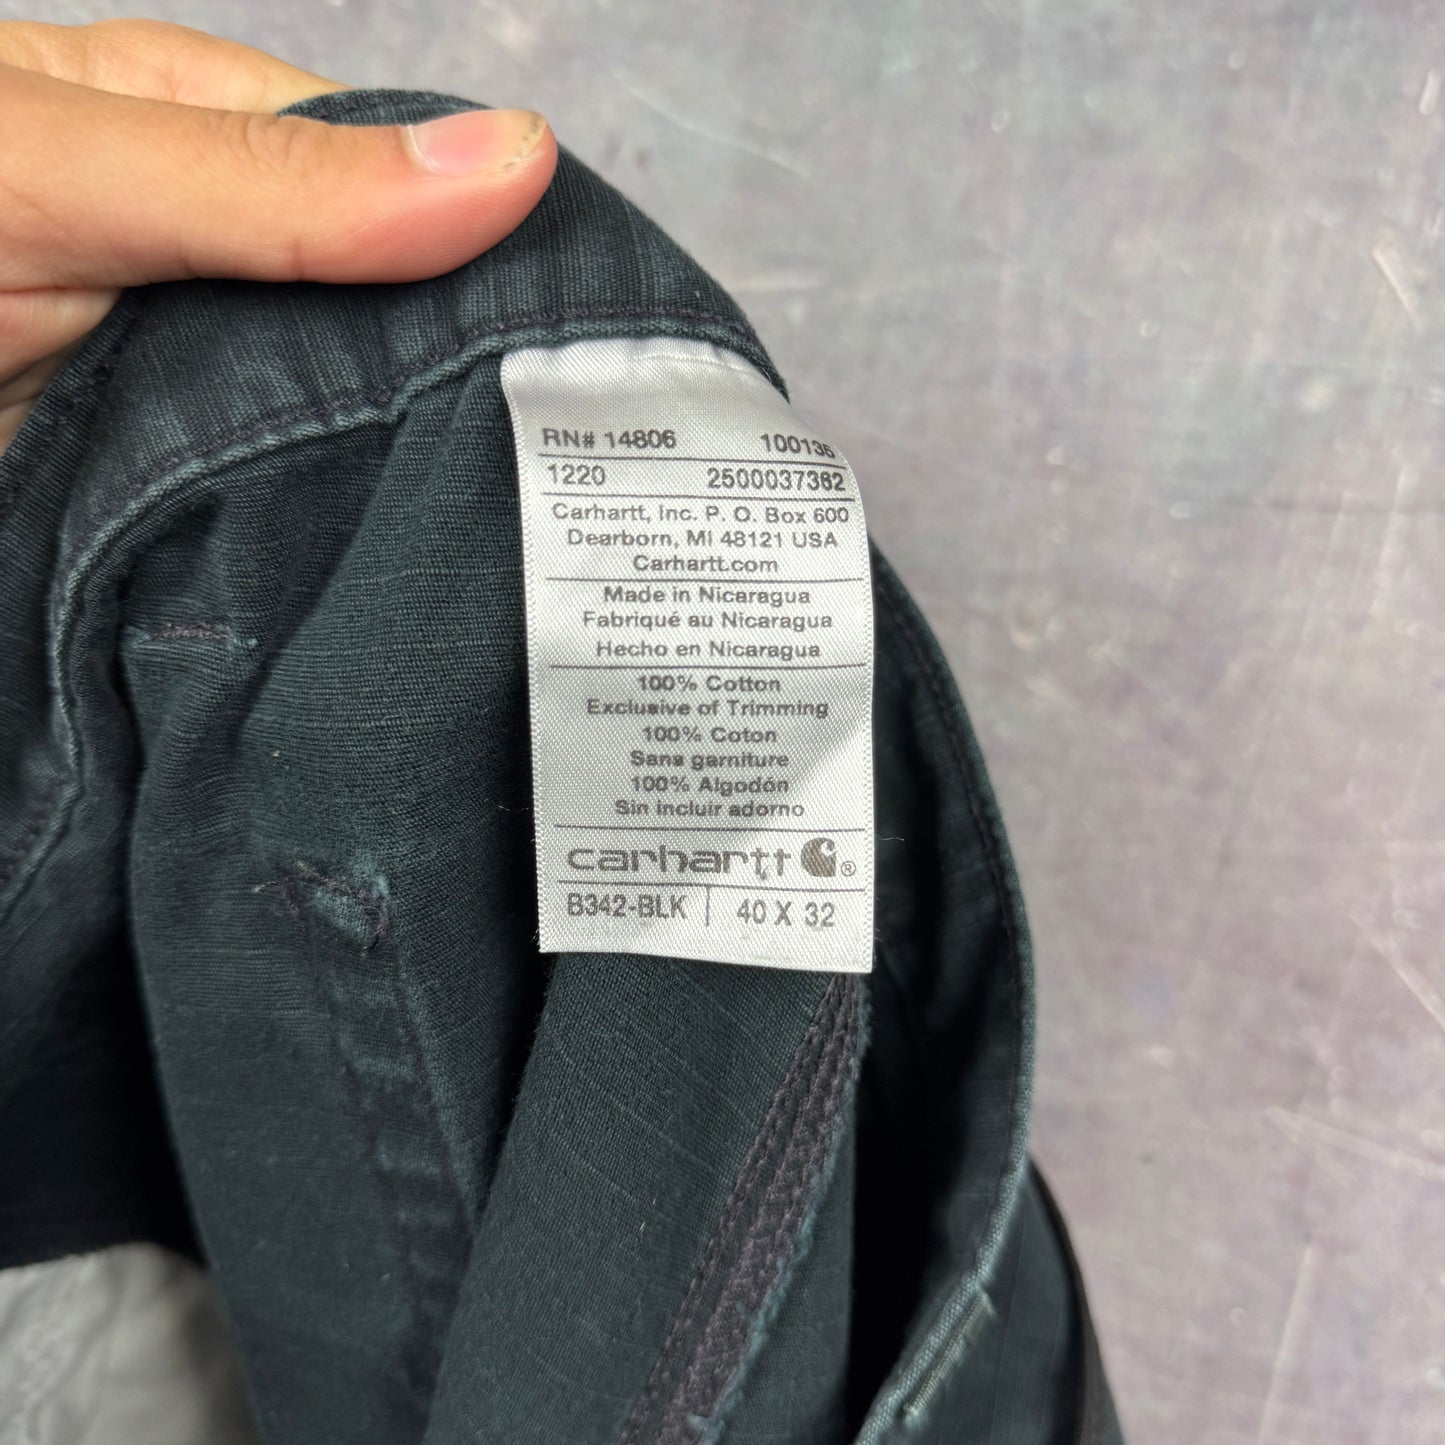 RN# 14806 100136
1220 2500037362
Carhartt, Inc. P. O. Box 600
Dearborn, MI 48121 USA
Carhartt.com
Made in Nicaragua
Fabriqué au Nicaragua
Hecho en Nicaragua
100% Cotton
Exclusive of Trimming
100% Coton
Sans garniture
100% Algodón
Sin incluir adorno
carhartt ®
B342-BLK | 40 X 32